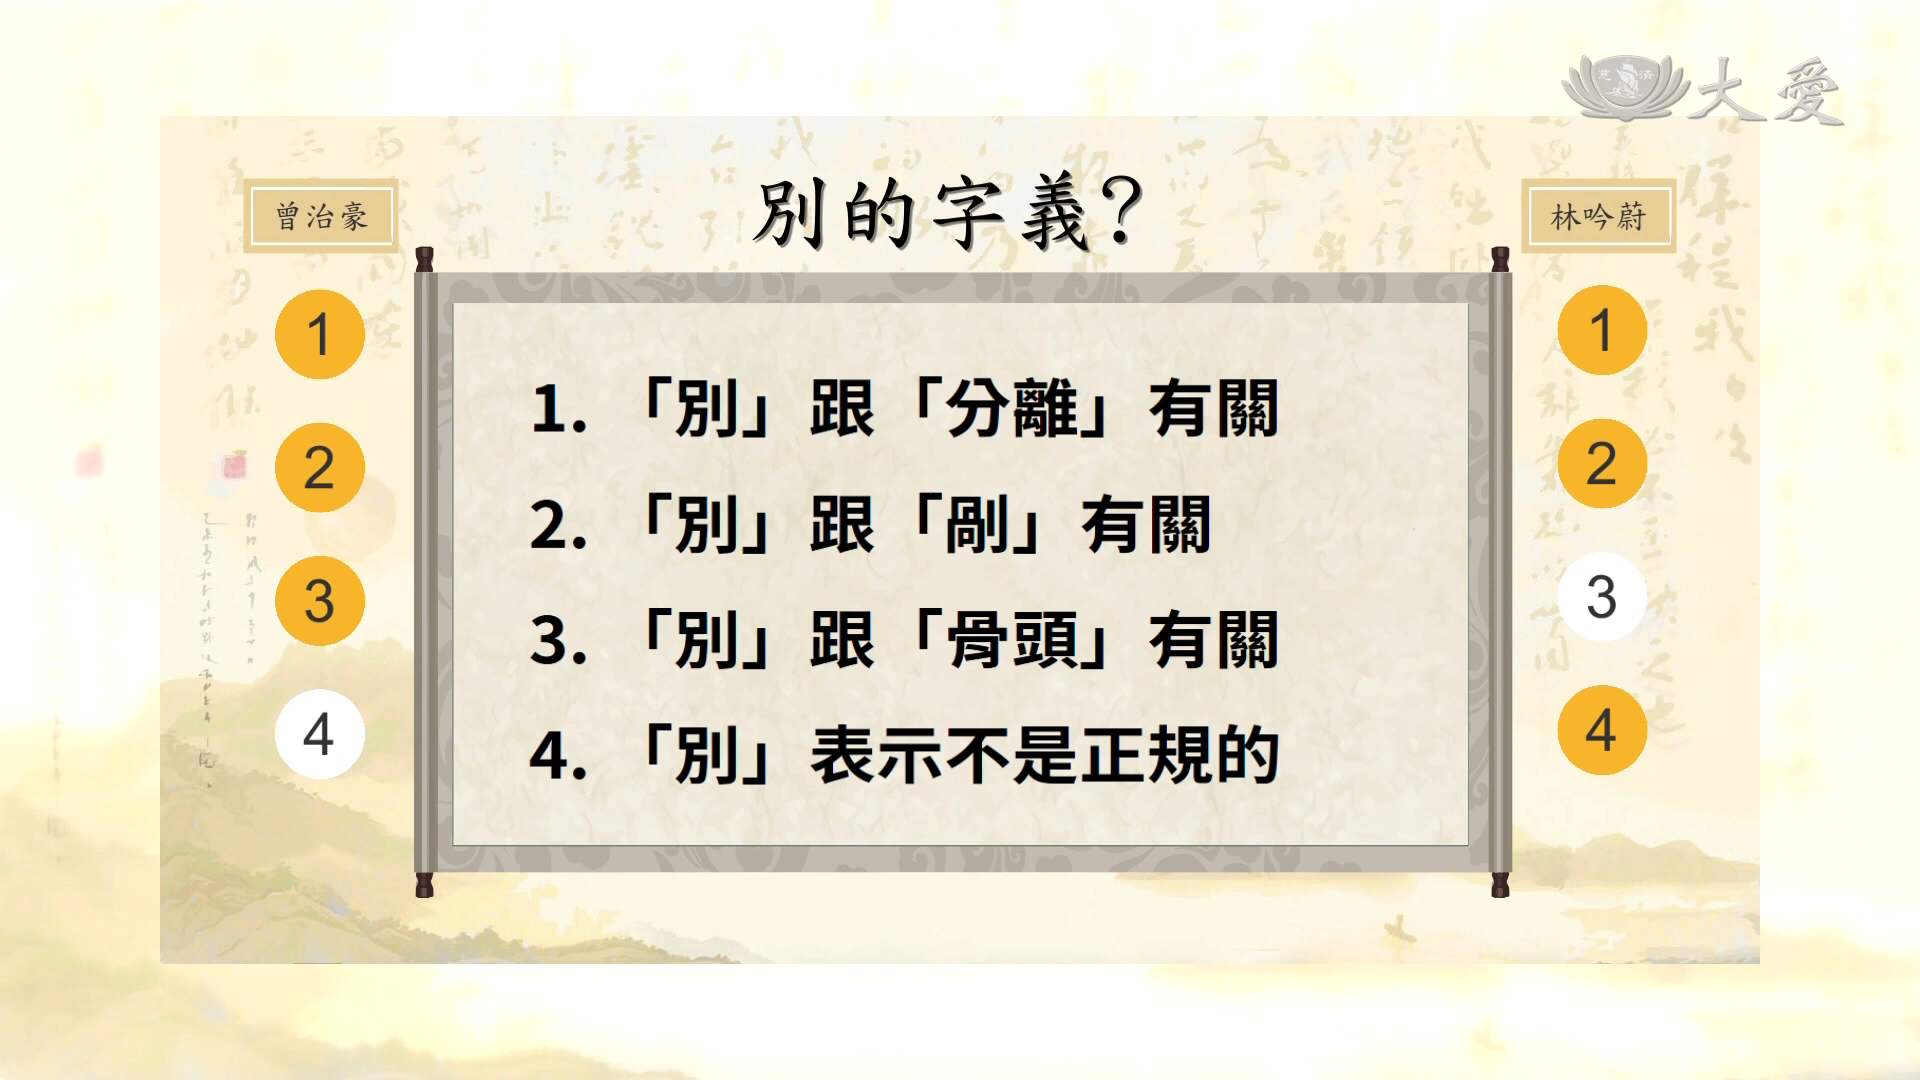 大愛
別的字義?
曾治豪
林吟蔚
1
2
3
4
1. 「別」跟「分離」有關
2. 「別」跟「剮」有關
3. 「別」跟「骨頭」有關
4. 「別」表示不是正規的
1
2
3
4